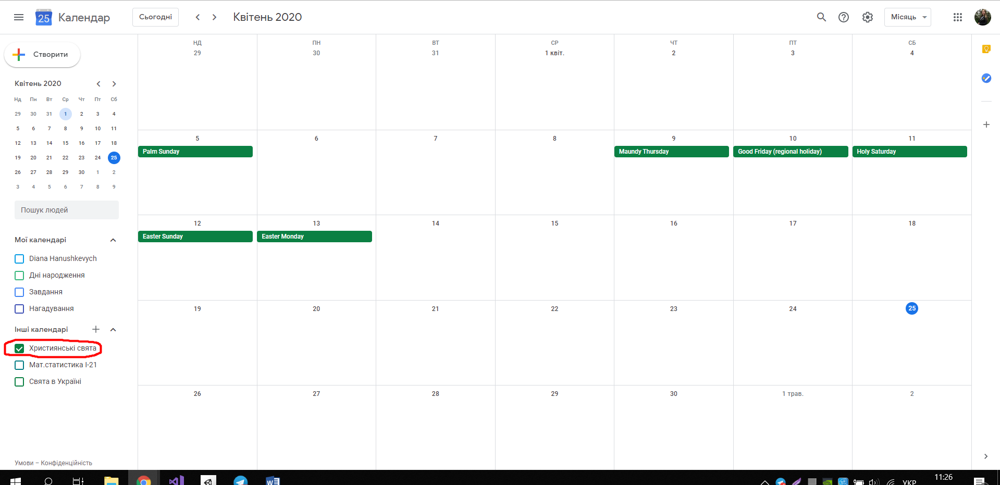 25 Календар Сьогодні Квітень 2020 Місяць
Створити
Квітень 2020
Нд Пн Вт Ср Чт Пт Сб
29 30 31 1 2 3 4
5 6 7 8 9 10 11
12 13 14 15 16 17 18
19 20 21 22 23 24 25
26 27 28 29 30 1 2
3 4 5 6 7 8 9
Пошук людей
Мої календарі
Diana Hanushkevych
Дні народження
Завдання
Нагадування
Інші календарі
Християнські свята
Мат.статистика І-21
Свята в Україні
Умови – Конфіденційність
НД ПН ВТ СР ЧТ ПТ СБ
29 30 31 1 квіт. 2 3 4
5 6 7 8 9 10 11
Palm Sunday Maundy Thursday Good Friday (regional holiday) Holy Saturday
12 13 14 15 16 17 18
Easter Sunday Easter Monday
19 20 21 22 23 24 25
26 27 28 29 30 1 трав. 2
УКР 11:26